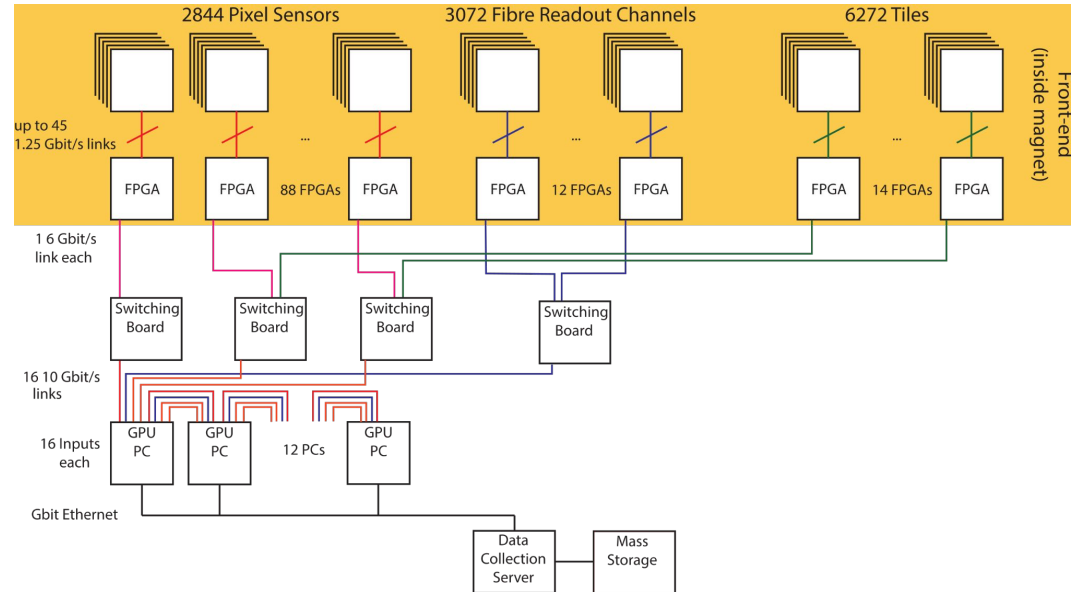 2844 Pixel Sensors
3072 Fibre Readout Channels
6272 Tiles
Front-end
(inside magnet)
up to 45
1.25 Gbit/s links
...
...
...
FPGA
FPGA
88 FPGAs
FPGA
FPGA
12 FPGAs
FPGA
FPGA
14 FPGAs
FPGA
1 6 Gbit/s
link each
Switching
Board
Switching
Board
Switching
Board
Switching
Board
16 10 Gbit/s
links
16 Inputs
each
GPU
PC
GPU
PC
12 PCs
GPU
PC
Gbit Ethernet
Data
Collection
Server
Mass
Storage